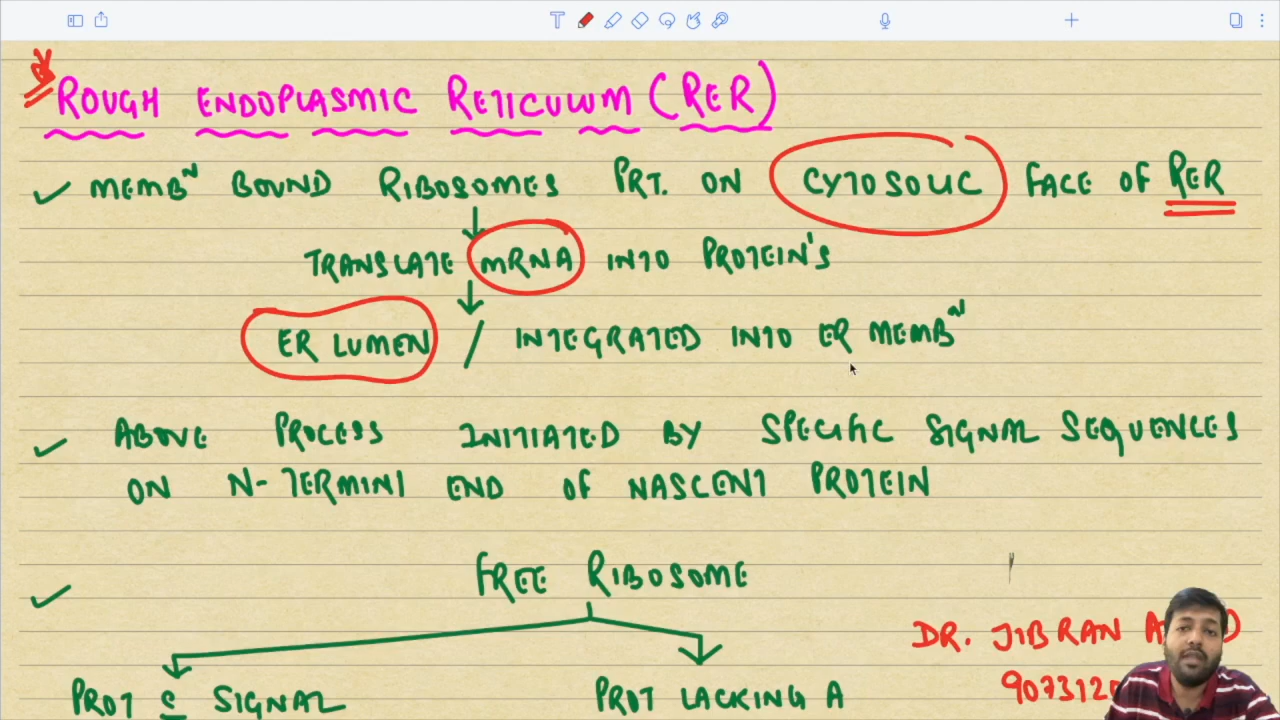 ROUGH ENDOPLASMIC RETICULUM (RER)
MEMBᴺ BOUND RIBOSOMES PRT. ON CYTOSOLIC FACE OF RER
TRANSLATE mRNA INTO PROTEIN'S
ER LUMEN / INTEGRATED INTO ER MEMBᴺ
ABOVE PROCESS INITIATED BY SPECIFIC SIGNAL SEQUENCES
ON N-TERMINI END OF NASCENT PROTEIN
FREE RIBOSOME
DR. JIBRAN
PROT c SIGNAL PROT LACKING A